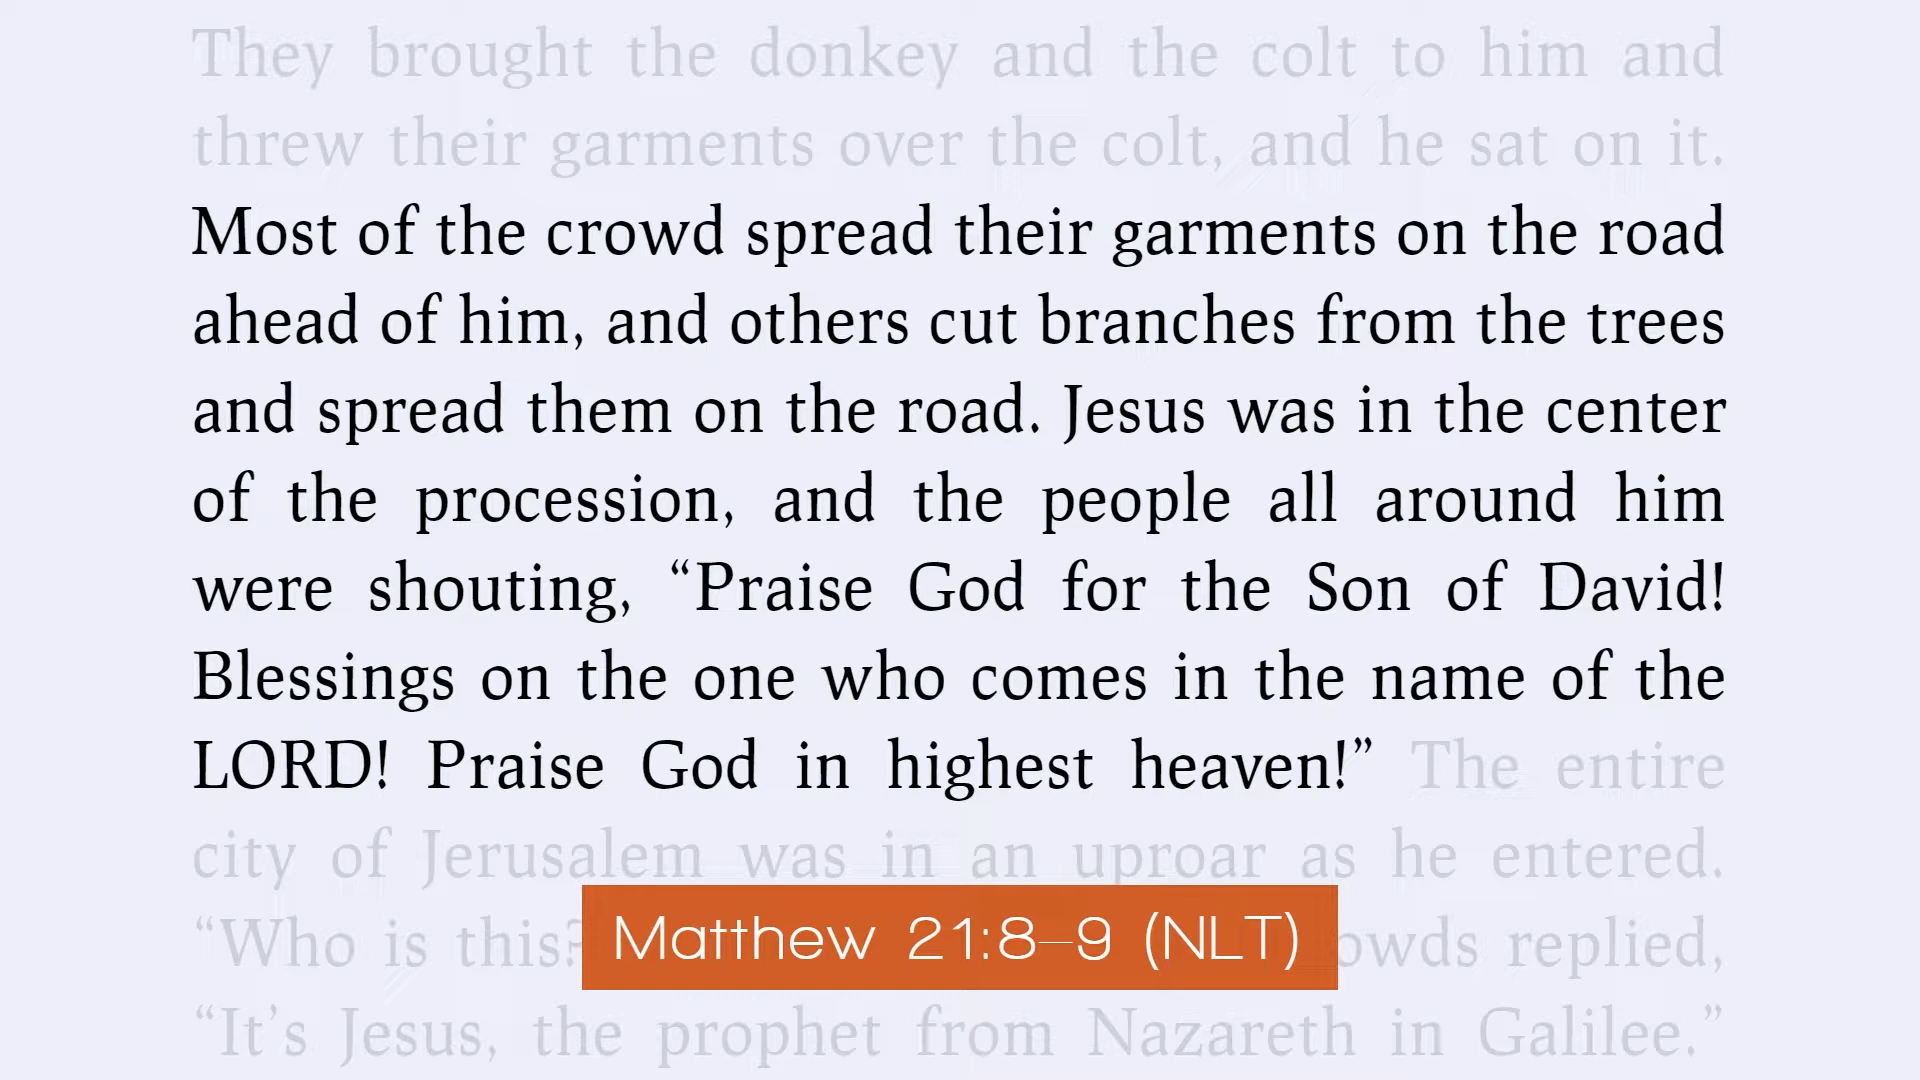 They brought the donkey and the colt to him and
threw their garments over the colt, and he sat on it.
Most of the crowd spread their garments on the road
ahead of him, and others cut branches from the trees
and spread them on the road. Jesus was in the center
of the procession, and the people all around him
were shouting, “Praise God for the Son of David!
Blessings on the one who comes in the name of the
LORD! Praise God in highest heaven!” The entire
city of Jerusalem was in an uproar as he entered.
“Who is this? replied,
Matthew 21:8–9 (NLT)
“It’s Jesus, the prophet from Nazareth in Galilee.”